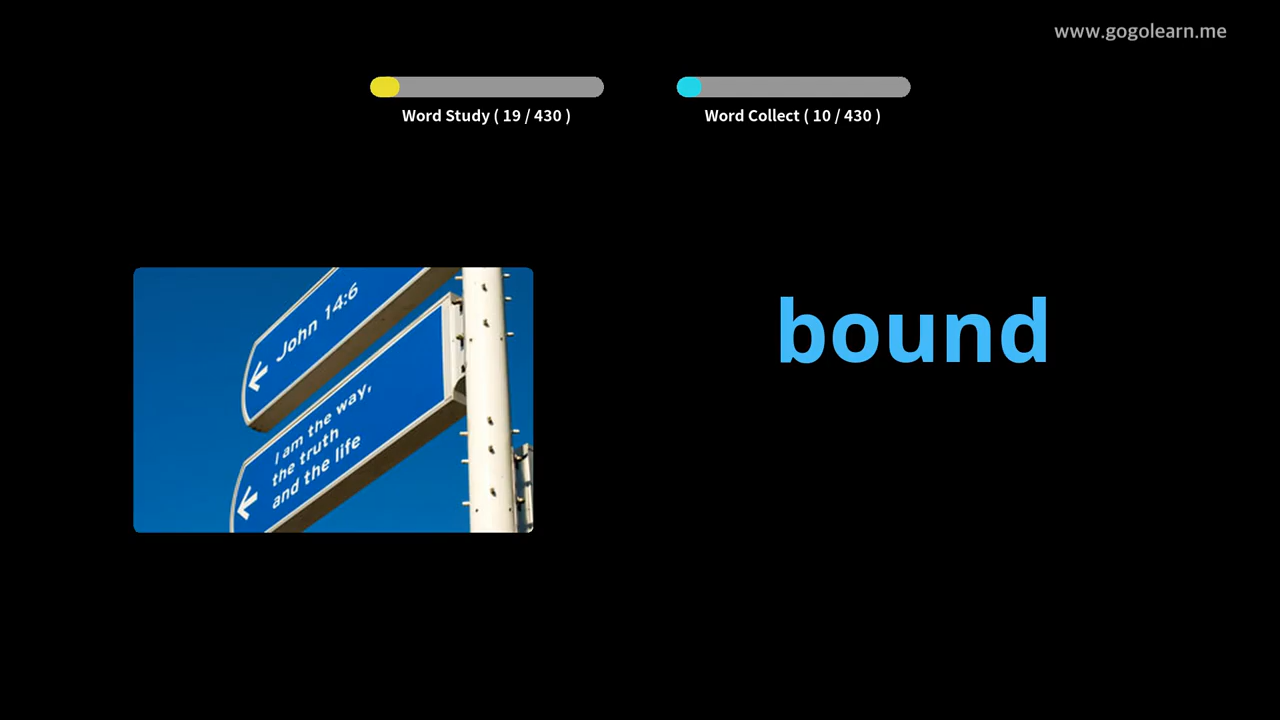 www.gogolearn.me
Word Study ( 19 / 430 )
Word Collect ( 10 / 430 )
John 14:6
I am the way,
the truth
and the life
bound